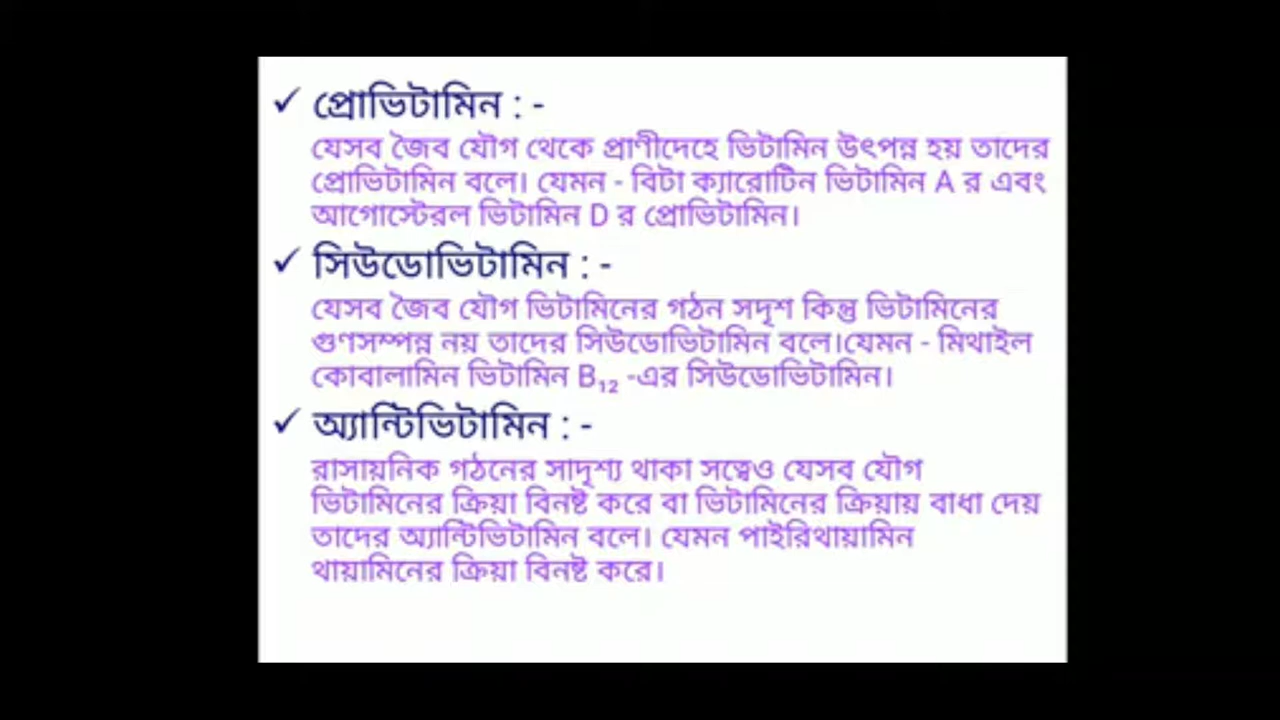 ✓ প্রোভিটামিন : -
যেসব জৈব যৌগ থেকে প্রাণীদেহে ভিটামিন উৎপন্ন হয় তাদের
প্রোভিটামিন বলে। যেমন - বিটা ক্যারোটিন ভিটামিন A র এবং
আগোস্টেরল ভিটামিন D র প্রোভিটামিন।
✓ সিউডোভিটামিন : -
যেসব জৈব যৌগ ভিটামিনের গঠন সদৃশ কিন্তু ভিটামিনের
গুণসম্পন্ন নয় তাদের সিউডোভিটামিন বলে।যেমন - মিথাইল
কোবালামিন ভিটামিন B₁₂ -এর সিউডোভিটামিন।
✓ অ্যান্টিভিটামিন : -
রাসায়নিক গঠনের সাদৃশ্য থাকা সত্ত্বেও যেসব যৌগ
ভিটামিনের ক্রিয়া বিনষ্ট করে বা ভিটামিনের ক্রিয়ায় বাধা দেয়
তাদের অ্যান্টিভিটামিন বলে। যেমন পাইরিথায়ামিন
থায়ামিনের ক্রিয়া বিনষ্ট করে।